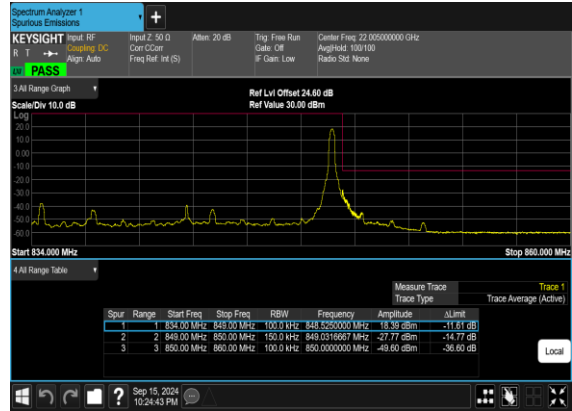 Spectrum Analyzer 1
Spurious Emissions
KEYSIGHT Input: RF Input Z: 50 Ω Atten: 20 dB Trig: Free Run Center Freq: 22.005000000 GHz
R T Coupling: DC Corr CCorr Gate: Off Avg|Hold: 100/100
Align: Auto Freq Ref: Int (S) IF Gain: Low Radio Std: None
PASS
3 All Range Graph
Ref Lvl Offset 24.60 dB
Scale/Div 10.0 dB Ref Value 30.00 dBm
Log
20.0
10.0
0.00
-10.0
-20.0
-30.0
-40.0
-50.0
-60.0
Start 834.000 MHz Stop 860.000 MHz
4 All Range Table
Measure Trace Trace 1
Trace Type Trace Average (Active)
Spur Range Start Freq Stop Freq RBW Frequency Amplitude ΔLimit
1 1 834.00 MHz 849.00 MHz 100.0 kHz 848.5250000 MHz 18.39 dBm -11.61 dB
2 2 849.00 MHz 850.00 MHz 150.0 kHz 849.0316667 MHz -27.77 dBm -14.77 dB
3 3 850.00 MHz 860.00 MHz 100.0 kHz 850.0000000 MHz -49.60 dBm -36.60 dB
Local
Sep 15, 2024
10:24:43 PM